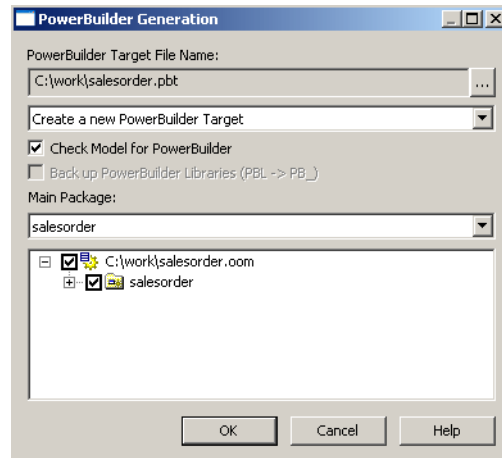 PowerBuilder Generation
PowerBuilder Target File Name:
C:\work\salesorder.pbt
...
Create a new PowerBuilder Target
Check Model for PowerBuilder
Back up PowerBuilder Libraries (PBL -> PB_)
Main Package:
salesorder
C:\work\salesorder.oom
salesorder
OK Cancel Help